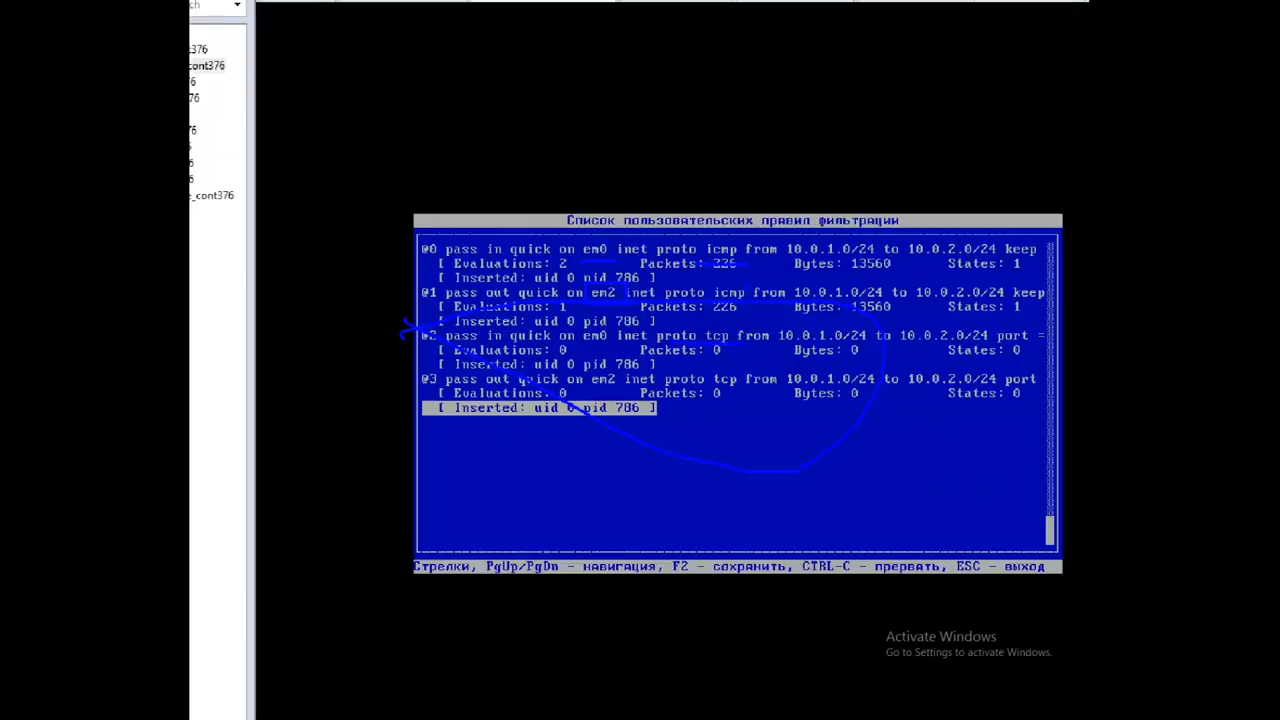 ch
:376
cont376
'6
76
'6
_cont376
Список пользовательских правил фильтрации
@0 pass in quick on em0 inet proto icmp from 10.0.1.0/24 to 10.0.2.0/24 keep
[ Evaluations: 2 Packets: 226 Bytes: 13560 States: 1
[ Inserted: uid 0 pid 786 ]
@1 pass out quick on em2 inet proto icmp from 10.0.1.0/24 to 10.0.2.0/24 keep
[ Evaluations: 1 Packets: 226 Bytes: 13560 States: 1
[ Inserted: uid 0 pid 786 ]
@2 pass in quick on em0 inet proto tcp from 10.0.1.0/24 to 10.0.2.0/24 port =
[ Evaluations: 0 Packets: 0 Bytes: 0 States: 0
[ Inserted: uid 0 pid 786 ]
@3 pass out quick on em2 inet proto tcp from 10.0.1.0/24 to 10.0.2.0/24 port
[ Evaluations: 0 Packets: 0 Bytes: 0 States: 0
[ Inserted: uid 0 pid 786 ]
Стрелки, PgUp/PgDn - навигация, F2 - сохранить, CTRL-C - прервать, ESC - выход
Activate Windows
Go to Settings to activate Windows.